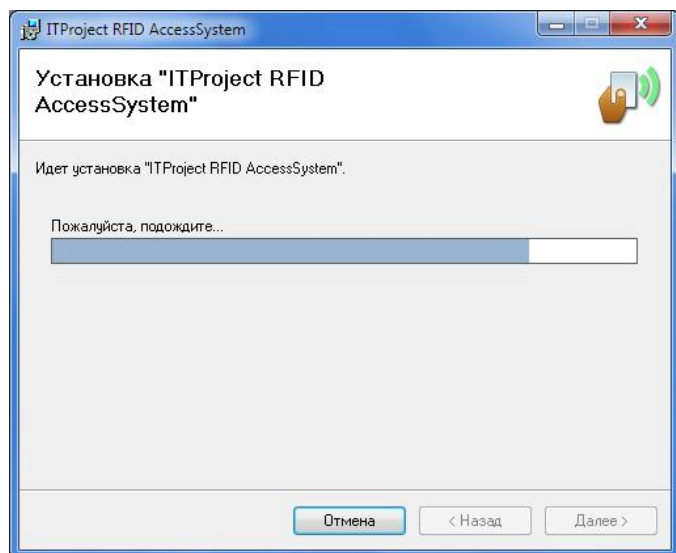 ITProject RFID AccessSystem
Установка "ITProject RFID
AccessSystem"
Идет установка "ITProject RFID AccessSystem".
Пожалуйста, подождите...
Отмена
< Назад
Далее >